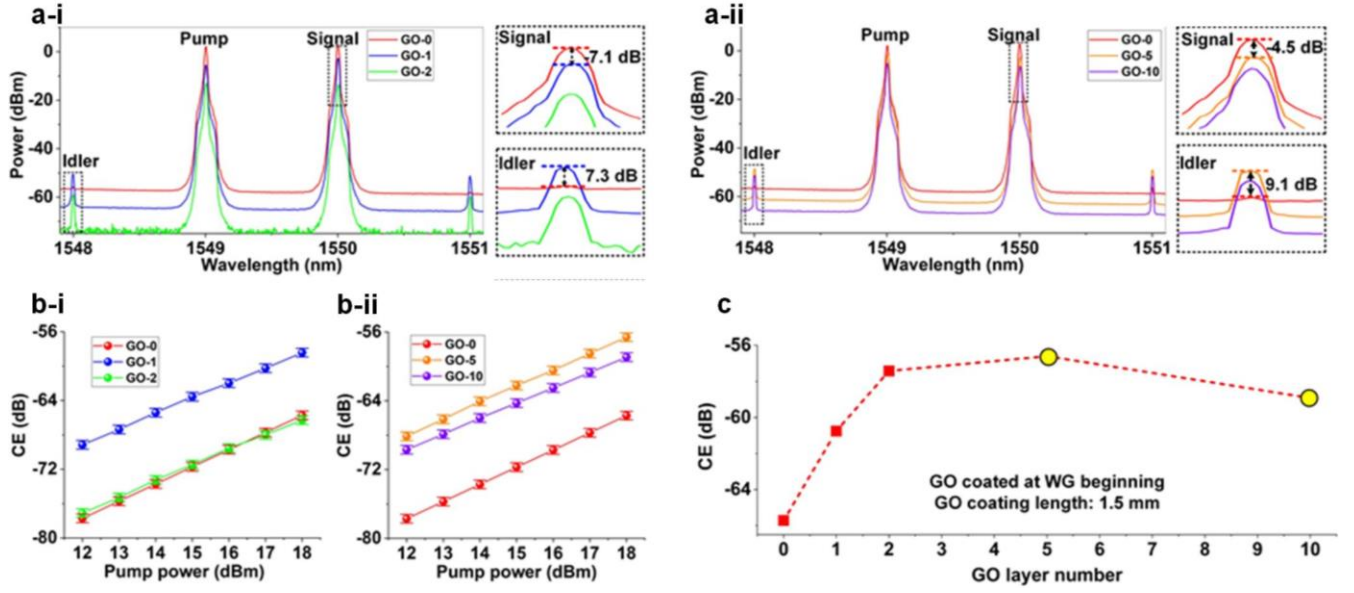 a-i
Power (dBm)
0
-20
-40
-60
Pump
Signal
Idler
GO-0
GO-1
GO-2
1548
1549
1550
1551
Wavelength (nm)
Signal
-7.1 dB
Idler
7.3 dB
a-ii
Power (dBm)
0
-20
-40
-60
Pump
Signal
Idler
GO-0
GO-5
GO-10
1548
1549
1550
1551
Wavelength (nm)
Signal
-4.5 dB
Idler
9.1 dB
b-i
CE (dB)
-56
-64
-72
-80
GO-0
GO-1
GO-2
12 13 14 15 16 17 18
Pump power (dBm)
b-ii
CE (dB)
-56
-64
-72
-80
GO-0
GO-5
GO-10
12 13 14 15 16 17 18
Pump power (dBm)
c
CE (dB)
-56
-60
-64
GO coated at WG beginning
GO coating length: 1.5 mm
0 1 2 3 4 5 6 7 8 9 10
GO layer number